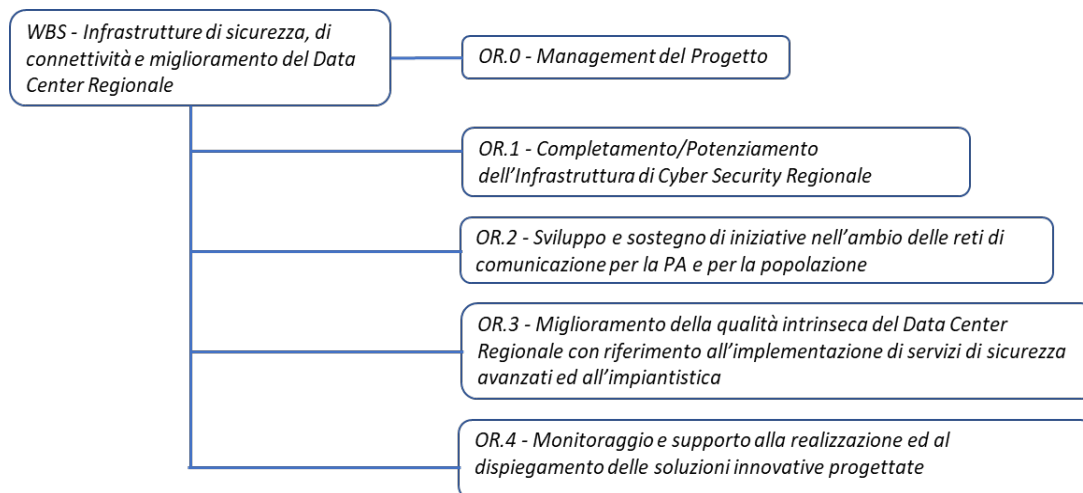 WBS - Infrastrutture di sicurezza, di
connettività e miglioramento del Data
Center Regionale
OR.0 - Management del Progetto
OR.1 - Completamento/Potenziamento
dell'Infrastruttura di Cyber Security Regionale
OR.2 - Sviluppo e sostegno di iniziative nell'ambio delle reti di
comunicazione per la PA e per la popolazione
OR.3 - Miglioramento della qualità intrinseca del Data Center
Regionale con riferimento all'implementazione di servizi di sicurezza
avanzati ed all'impiantistica
OR.4 - Monitoraggio e supporto alla realizzazione ed al
dispiegamento delle soluzioni innovative progettate